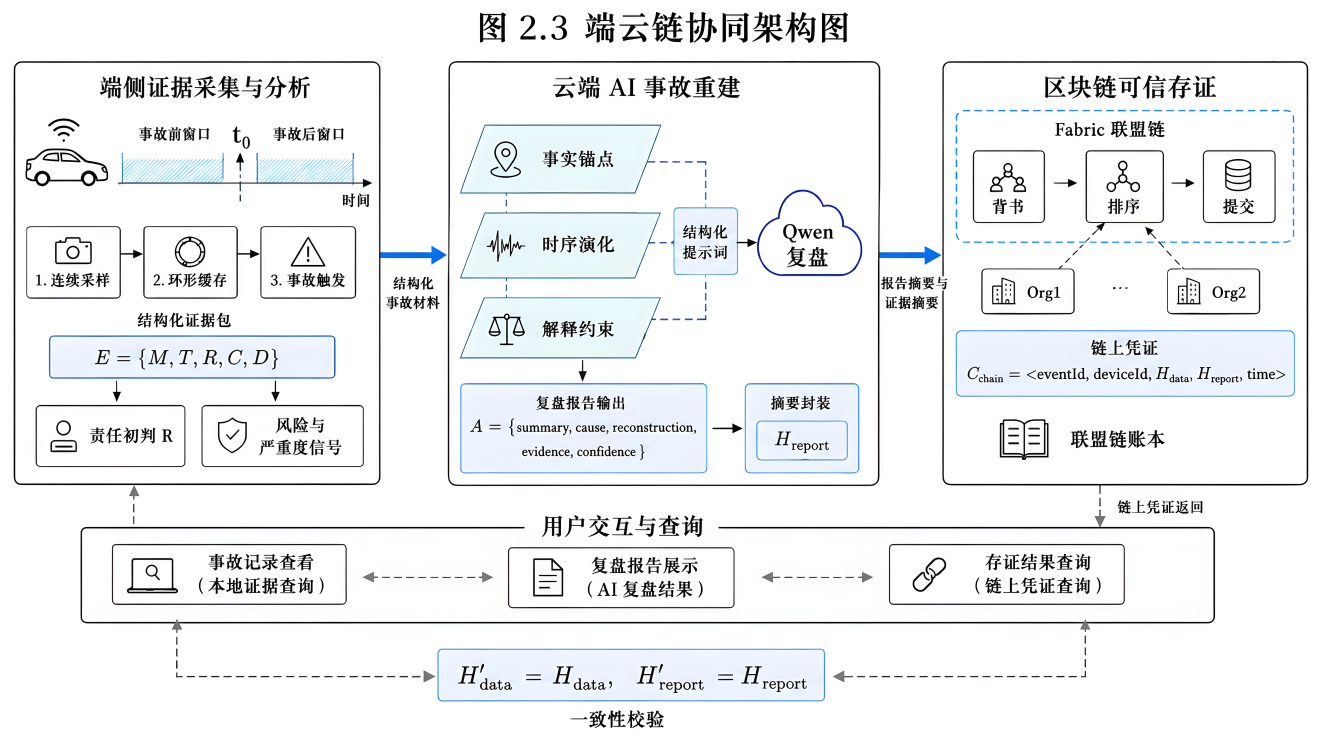 图 2.3 端云链协同架构图
端侧证据采集与分析
事故前窗口
t₀
事故后窗口
时间
1. 连续采样
2. 环形缓存
3. 事故触发
结构化证据包
E = {M, T, R, C, D}
责任初判 R
风险与
严重度信号
结构化
事故材料
云端 AI 事故重建
事实锚点
时序演化
解释约束
结构化
提示词
Qwen
复盘
复盘报告输出
A = {summary, cause, reconstruction,
evidence, confidence}
摘要封装
H_report
报告摘要与
证据摘要
区块链可信存证
Fabric 联盟链
背书
排序
提交
Org1
...
Org2
链上凭证
C_chain = <eventId, deviceId, H_data, H_report, time>
联盟链账本
链上凭证返回
用户交互与查询
事故记录查看
（本地证据查询）
复盘报告展示
（AI 复盘结果）
存证结果查询
（链上凭证查询）
H′_data = H_data, H′_report = H_report
一致性校验